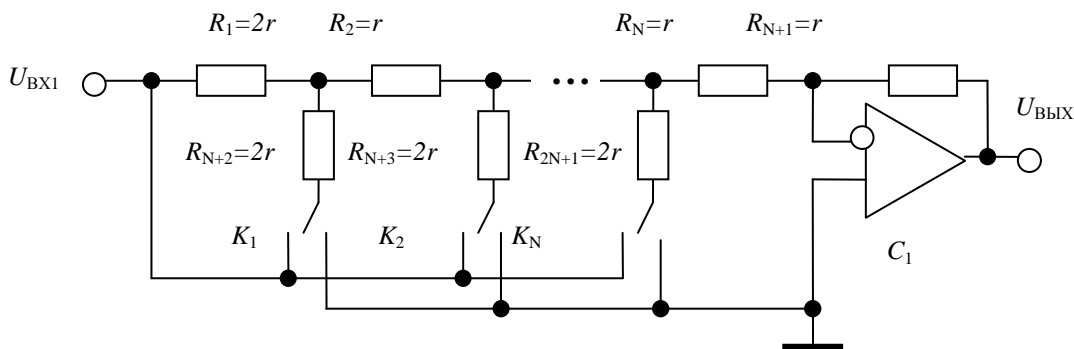 R1=2r R2=r RN=r RN+1=r
UВХ1
UВЫХ
RN+2=2r RN+3=2r R2N+1=2r
K1 K2 KN
C1